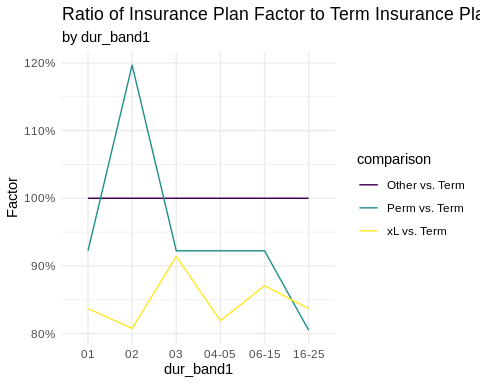 Ratio of Insurance Plan Factor to Term Insurance Pla
by dur_band1
120%
110%
100%
90%
80%
Factor
01 02 03 04-05 06-15 16-25
dur_band1
comparison
Other vs. Term
Perm vs. Term
xL vs. Term